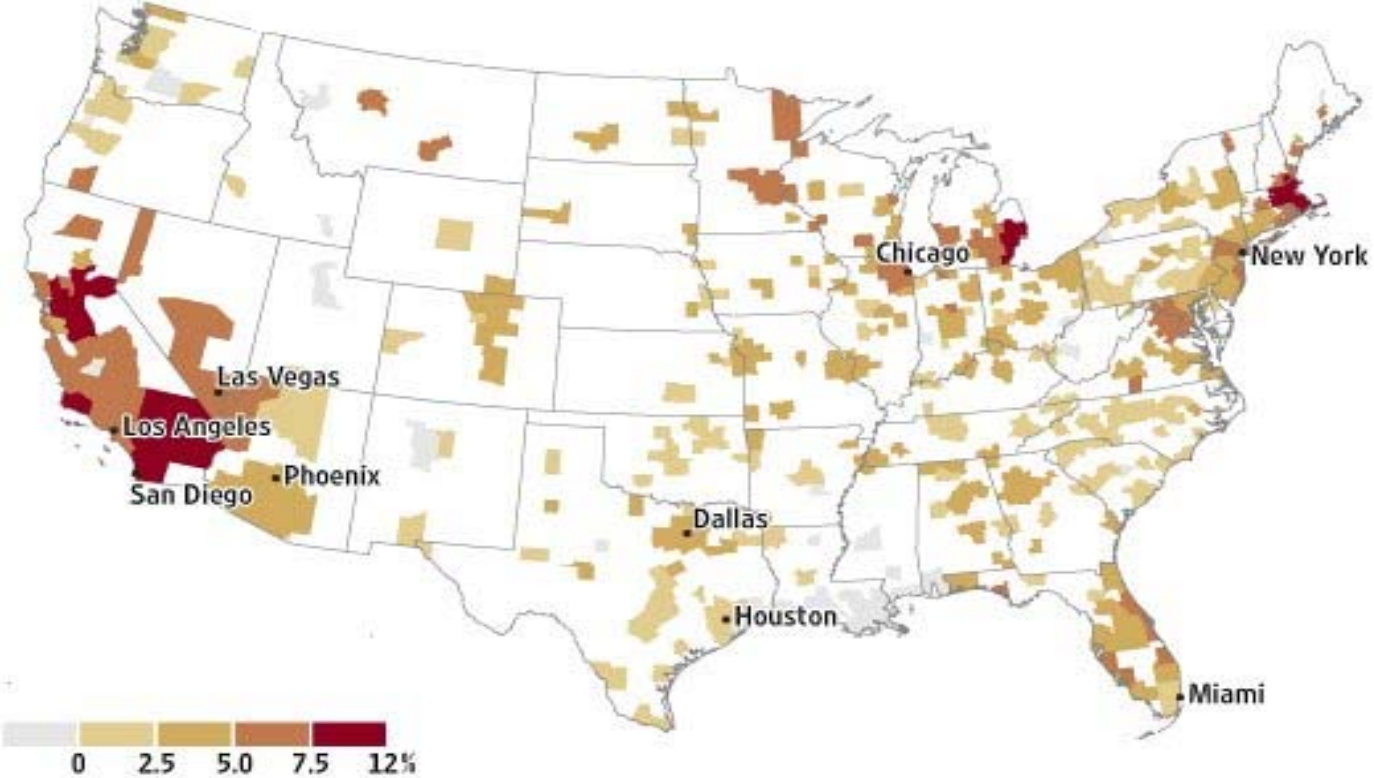 Chicago
New York
Las Vegas
Los Angeles
Phoenix
San Diego
Dallas
Houston
Miami
0 2.5 5.0 7.5 12%